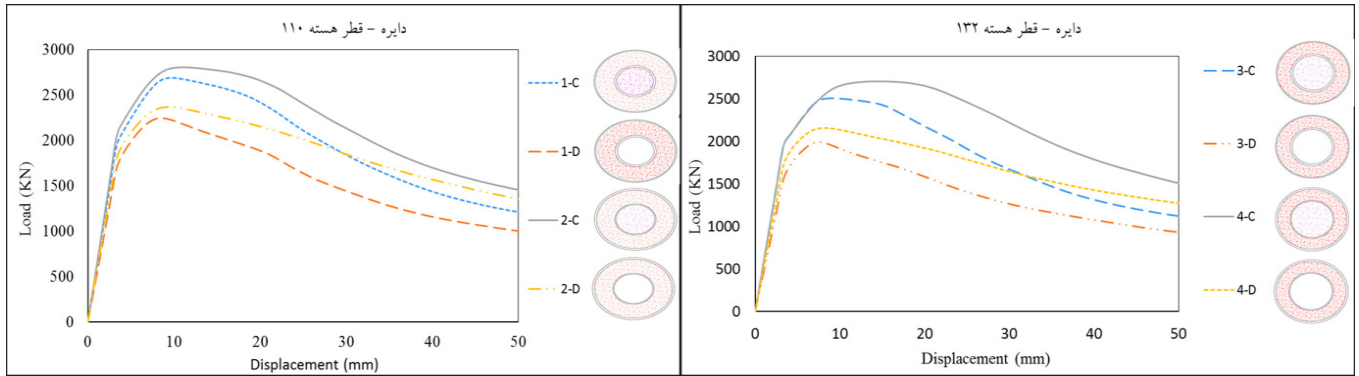 دایره – قطر هسته ۱۱۰
3000
2500
2000
1500
1000
500
0
Load (KN)
0 10 20 30 40 50
Displacement (mm)
1-C
1-D
2-C
2-D
دایره – قطر هسته ۱۳۲
3000
2500
2000
1500
1000
500
0
Load (KN)
0 10 20 30 40 50
Displacement (mm)
3-C
3-D
4-C
4-D